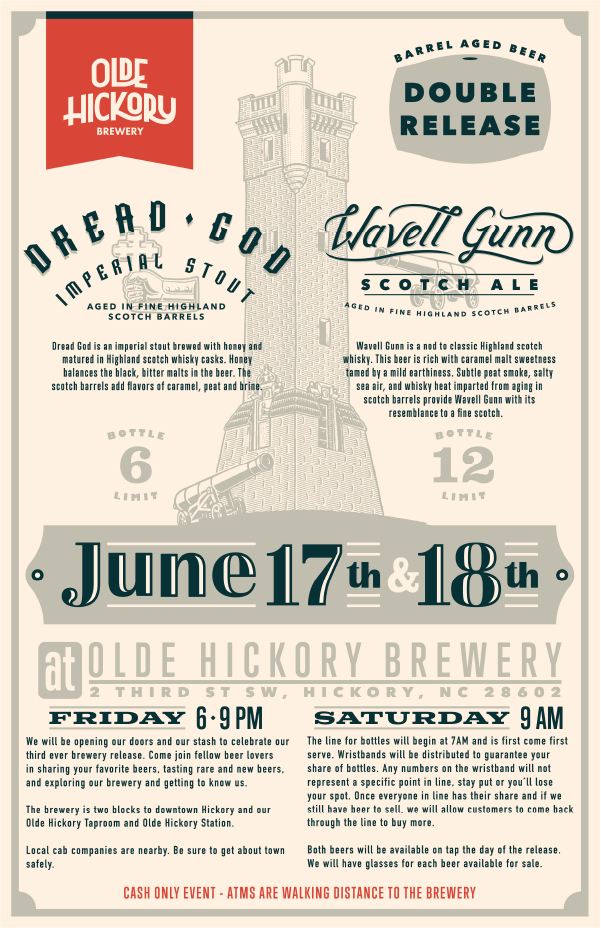 OLDE
HICKORY
BREWERY
BARREL AGED BEER
DOUBLE
RELEASE
DREAD · GOD
IMPERIAL STOUT
AGED IN FINE HIGHLAND
SCOTCH BARRELS
Dread God is an imperial stout brewed with honey and
matured in Highland scotch whisky casks. Honey
balances the black, bitter malts in the beer. The
scotch barrels add flavors of caramel, peat and brine.
Wavell Gunn
SCOTCH ALE
AGED IN FINE HIGHLAND SCOTCH BARRELS
Wavell Gunn is a nod to classic Highland scotch
whisky. This beer is rich with caramel malt sweetness
tamed by a mild earthiness. Subtle peat smoke, salty
sea air, and whisky heat imparted from aging in
scotch barrels provide Wavell Gunn with its
resemblance to a fine scotch.
BOTTLE
6
LIMIT
BOTTLE
12
LIMIT
June 17th & 18th
at OLDE HICKORY BREWERY
2 THIRD ST SW, HICKORY, NC 28602
FRIDAY 6·9 PM
We will be opening our doors and our stash to celebrate our
third ever brewery release. Come join fellow beer lovers
in sharing your favorite beers, tasting rare and new beers,
and exploring our brewery and getting to know us.
The brewery is two blocks to downtown Hickory and our
Olde Hickory Taproom and Olde Hickory Station.
Local cab companies are nearby. Be sure to get about town
safely.
SATURDAY 9 AM
The line for bottles will begin at 7AM and is first come first
serve. Wristbands will be distributed to guarantee your
share of bottles. Any numbers on the wristband will not
represent a specific point in line, stay put or you'll lose
your spot. Once everyone in line has their share and if we
still have beer to sell, we will allow customers to come back
through the line to buy more.
Both beers will be available on tap the day of the release.
We will have glasses for each beer available for sale.
CASH ONLY EVENT - ATMS ARE WALKING DISTANCE TO THE BREWERY